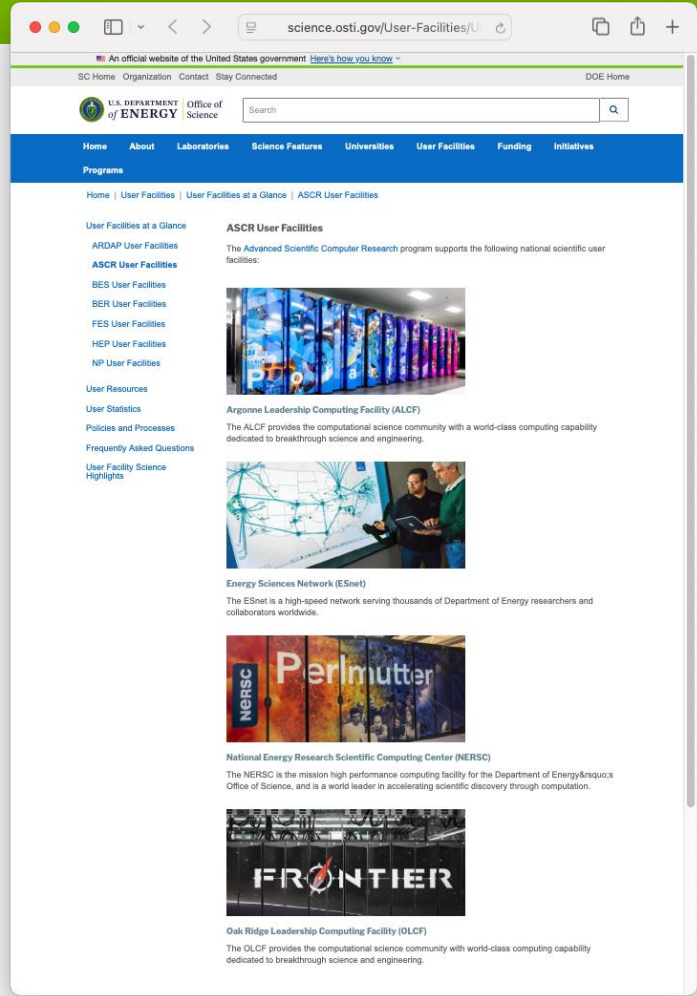 science.osti.gov/User-Facilities/U
An official website of the United States government Here's how you know
SC Home Organization Contact Stay Connected DOE Home
U.S. DEPARTMENT of ENERGY Office of Science
Search
Home About Laboratories Science Features Universities User Facilities Funding Initiatives
Programs
Home | User Facilities | User Facilities at a Glance | ASCR User Facilities
User Facilities at a Glance
ARDAP User Facilities
ASCR User Facilities
BES User Facilities
BER User Facilities
FES User Facilities
HEP User Facilities
NP User Facilities
User Resources
User Statistics
Policies and Processes
Frequently Asked Questions
User Facility Science
Highlights
ASCR User Facilities
The Advanced Scientific Computer Research program supports the following national scientific user
facilities:
Argonne Leadership Computing Facility (ALCF)
The ALCF provides the computational science community with a world-class computing capability
dedicated to breakthrough science and engineering.
Energy Sciences Network (ESnet)
The ESnet is a high-speed network serving thousands of Department of Energy researchers and
collaborators worldwide.
NERSC
Perlmutter
National Energy Research Scientific Computing Center (NERSC)
The NERSC is the mission high performance computing facility for the Department of Energy&rsquo;s
Office of Science, and is a world leader in accelerating scientific discovery through computation.
FRONTIER
Oak Ridge Leadership Computing Facility (OLCF)
The OLCF provides the computational science community with world-class computing capability
dedicated to breakthrough science and engineering.